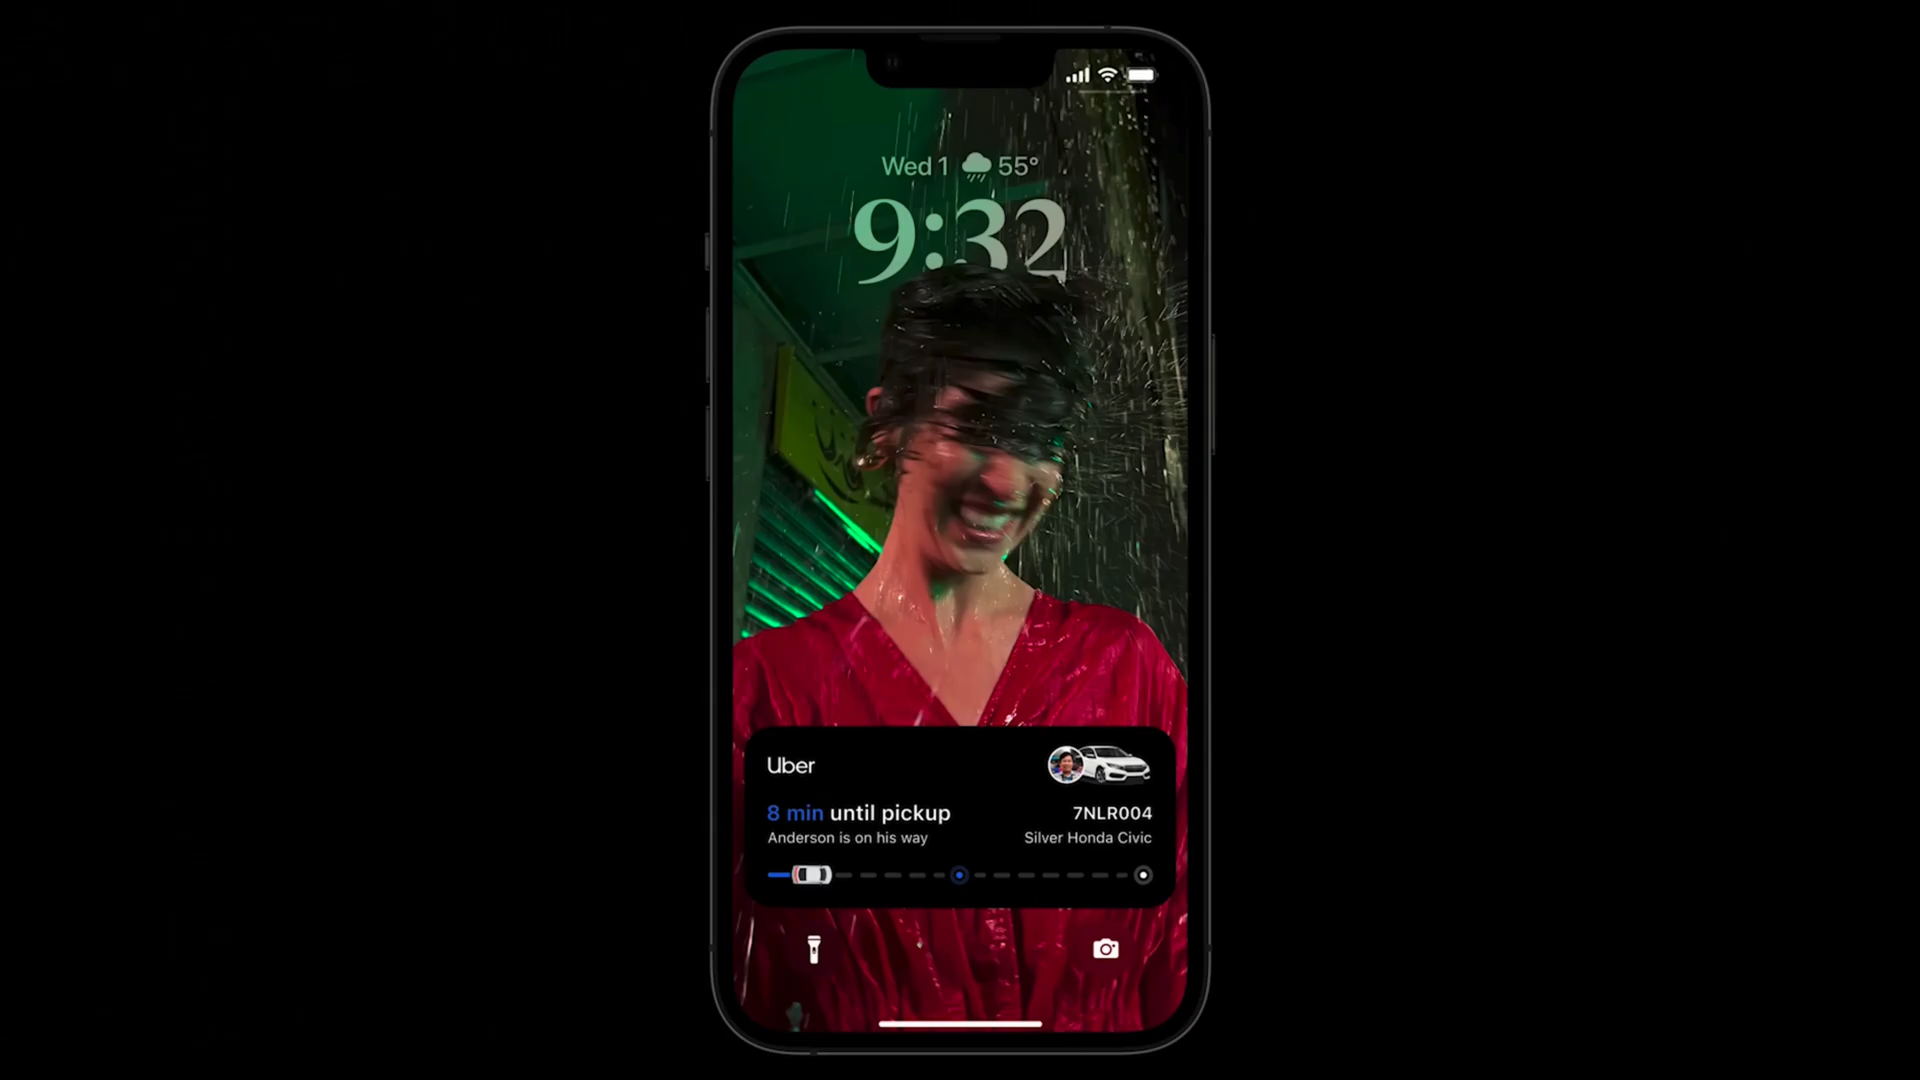 Wed 1 55°
9:32
Uber
8 min until pickup
7NLR004
Anderson is on his way
Silver Honda Civic